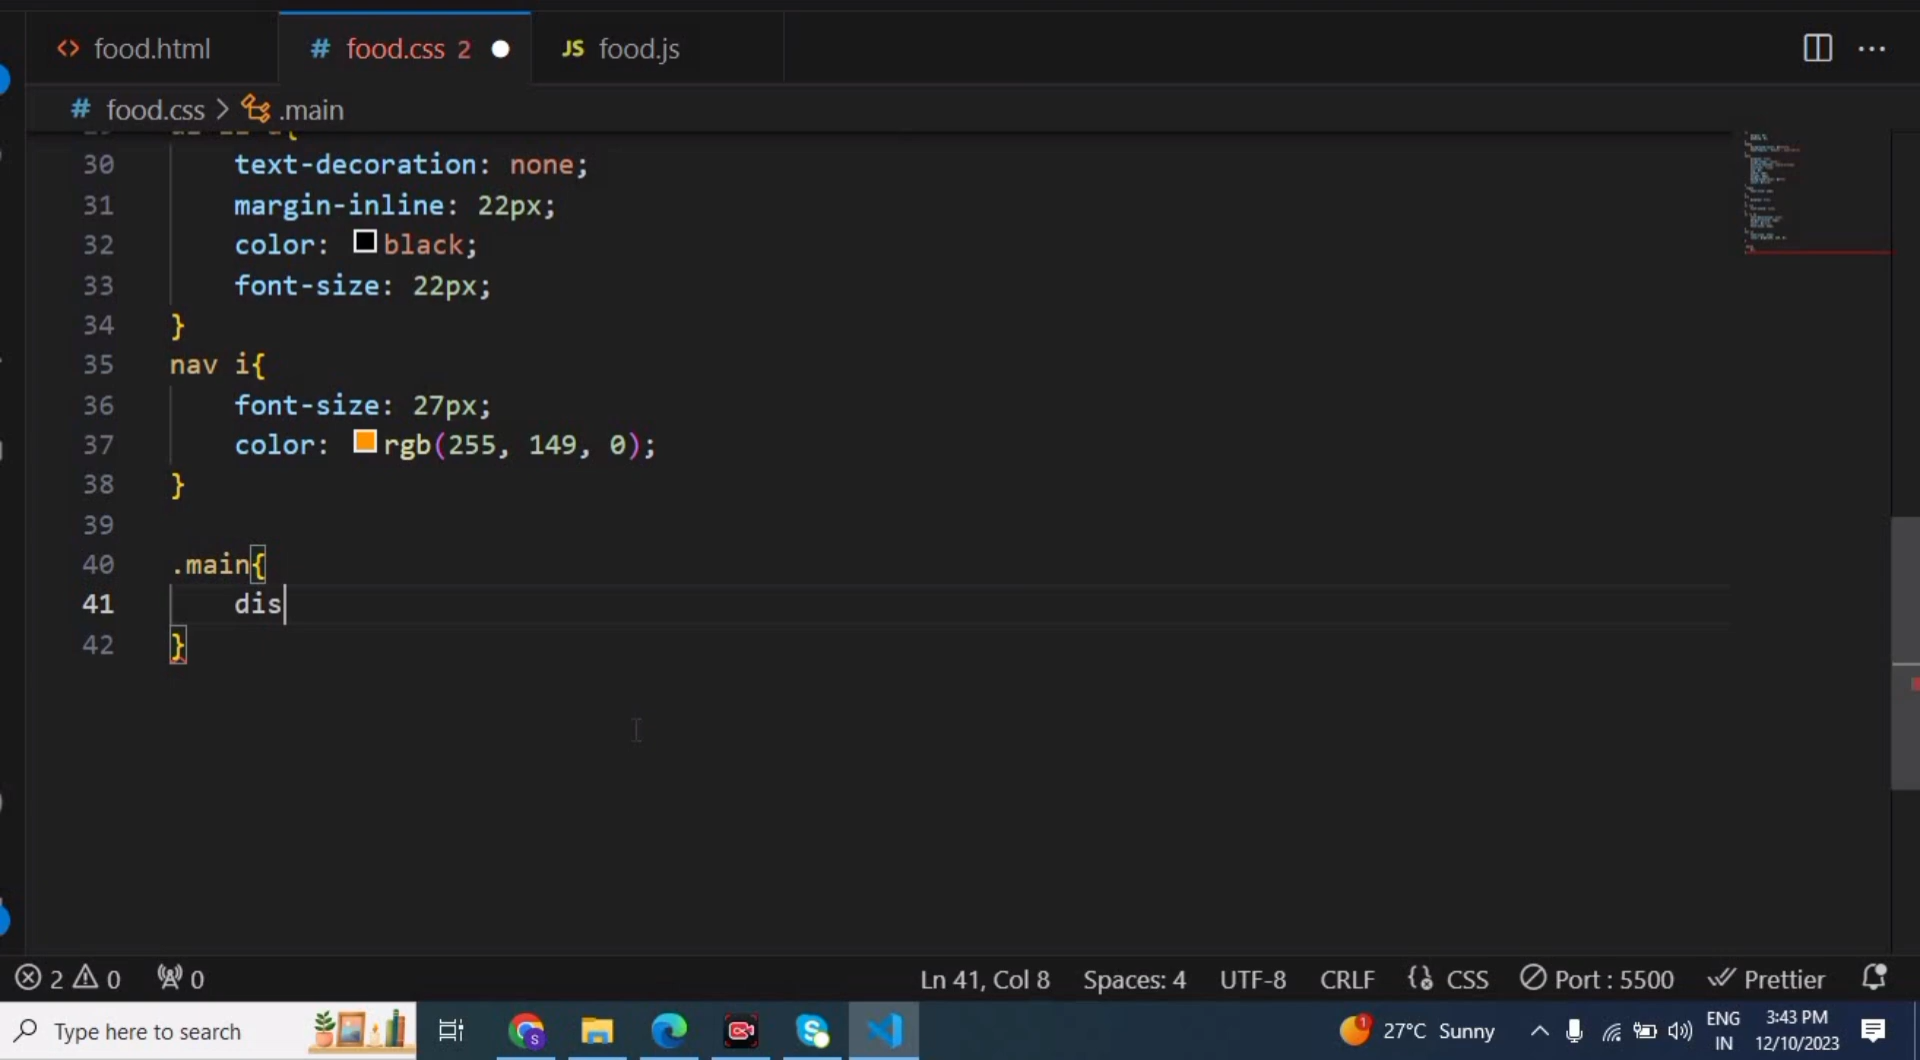 <> food.html # food.css 2 JS food.js
# food.css > .main
30 text-decoration: none;
31 margin-inline: 22px;
32 color: black;
33 font-size: 22px;
34 }
35 nav i{
36 font-size: 27px;
37 color: rgb(255, 149, 0);
38 }
39
40 .main{
41 dis
42 }
2 0 0 Ln 41, Col 8 Spaces: 4 UTF-8 CRLF {} CSS Port : 5500 Prettier
Type here to search 1 27°C Sunny ENG IN 3:43 PM 12/10/2023